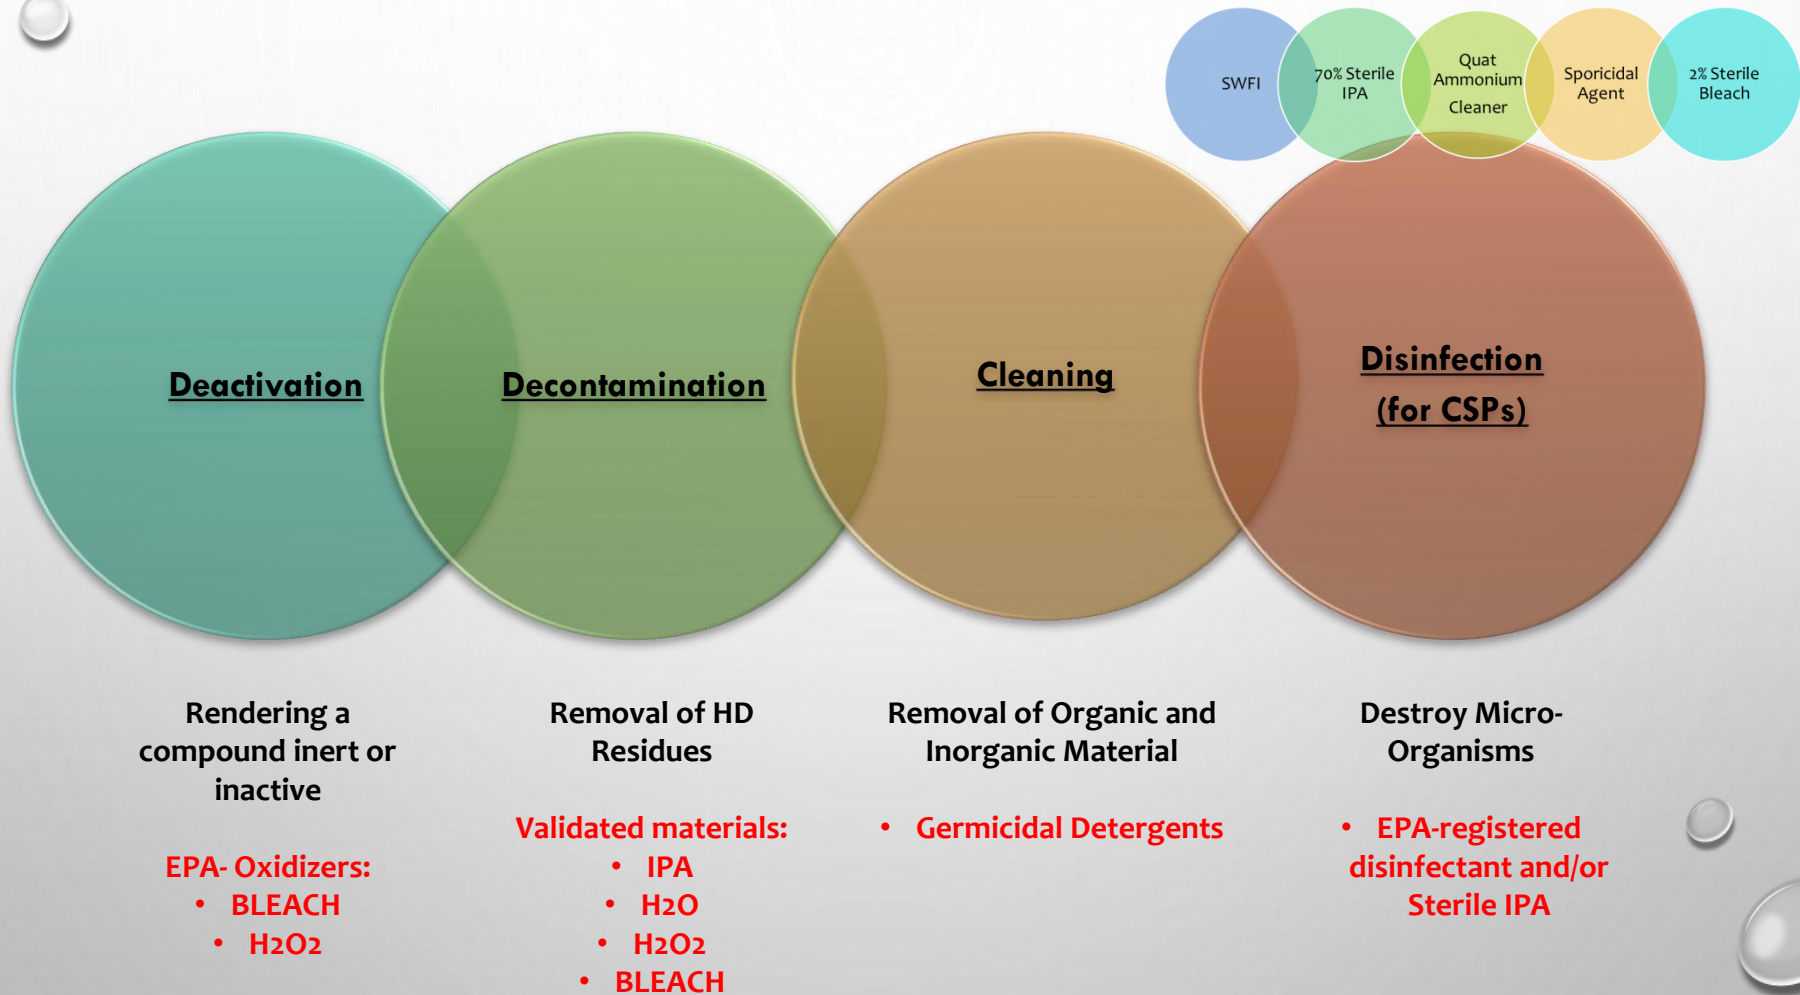 SWFI
70% Sterile
IPA
Quat
Ammonium
Cleaner
Sporicidal
Agent
2% Sterile
Bleach
Deactivation
Decontamination
Cleaning
Disinfection
(for CSPs)
Rendering a
compound inert or
inactive
EPA- Oxidizers:
• BLEACH
• H2O2
Removal of HD
Residues
Validated materials:
• IPA
• H2O
• H2O2
• BLEACH
Removal of Organic and
Inorganic Material
• Germicidal Detergents
Destroy Micro-
Organisms
• EPA-registered
disinfectant and/or
Sterile IPA